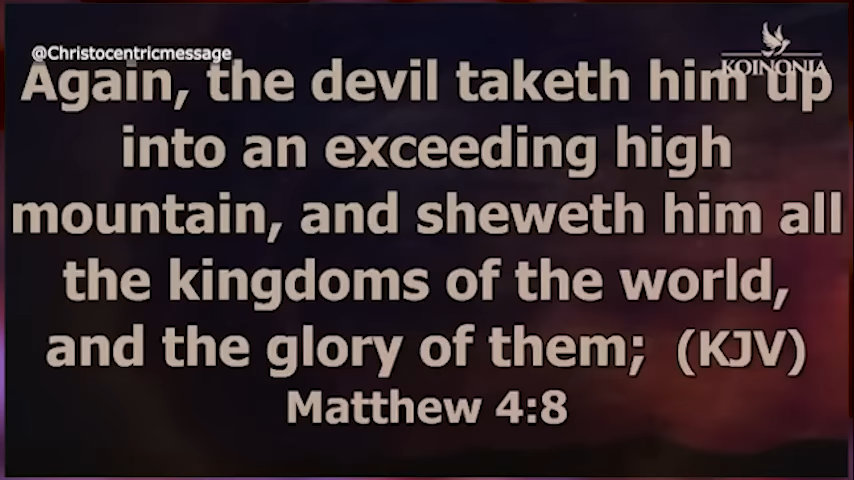 @Christocentricmessage
KOINONIA
Again, the devil taketh him up
into an exceeding high
mountain, and sheweth him all
the kingdoms of the world,
and the glory of them; (KJV)
Matthew 4:8